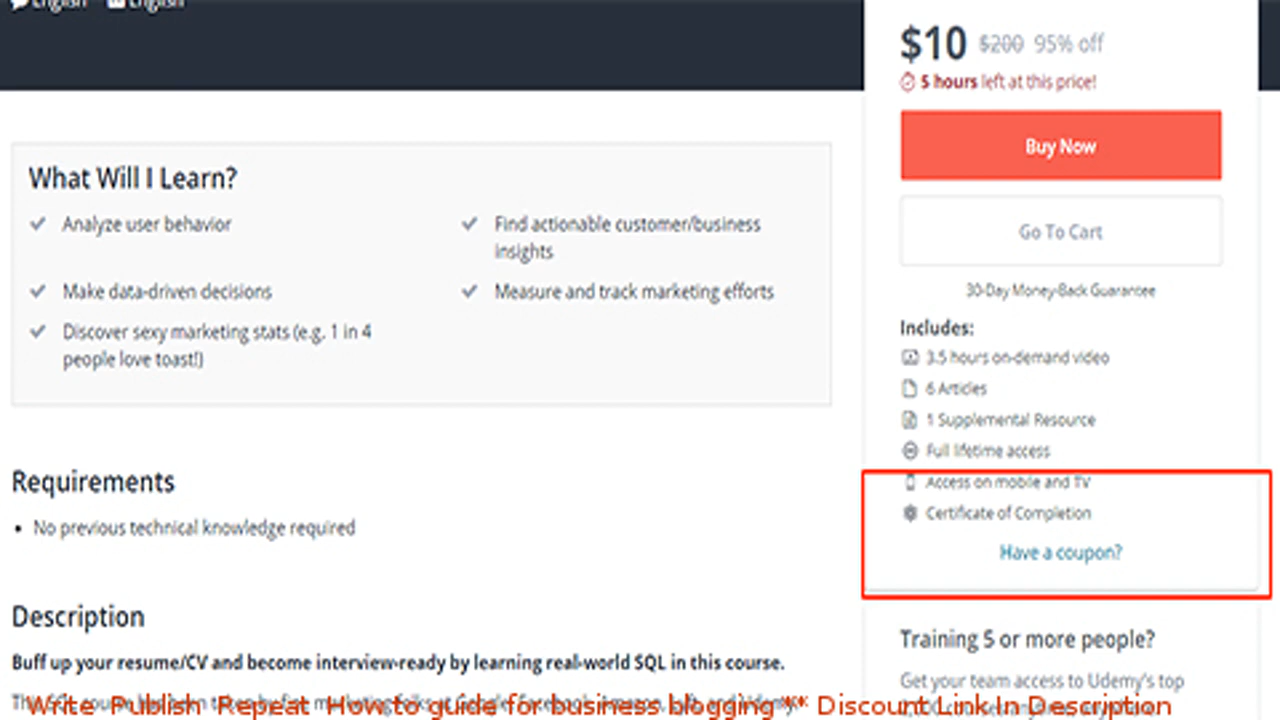 English English
What Will I Learn?
Analyze user behavior
Find actionable customer/business
insights
Make data-driven decisions
Measure and track marketing efforts
Discover sexy marketing stats (e.g. 1 in 4
people love toast!)
Requirements
No previous technical knowledge required
Description
Buff up your resume/CV and become interview-ready by learning real-world SQL in this course.
$10 $200 95% off
5 hours left at this price!
Buy Now
Go To Cart
30-Day Money-Back Guarantee
Includes:
3.5 hours on-demand video
6 Articles
1 Supplemental Resource
Full lifetime access
Access on mobile and TV
Certificate of Completion
Have a coupon?
Training 5 or more people?
Get your team access to Udemy's top
Write Publish Repeat How to guide for business blogging ** Discount Link In Description